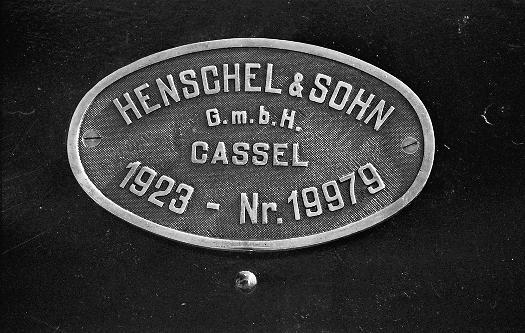 HENSCHEL & SOHN
G.m.b.H.
CASSEL
1923 - Nr. 19979